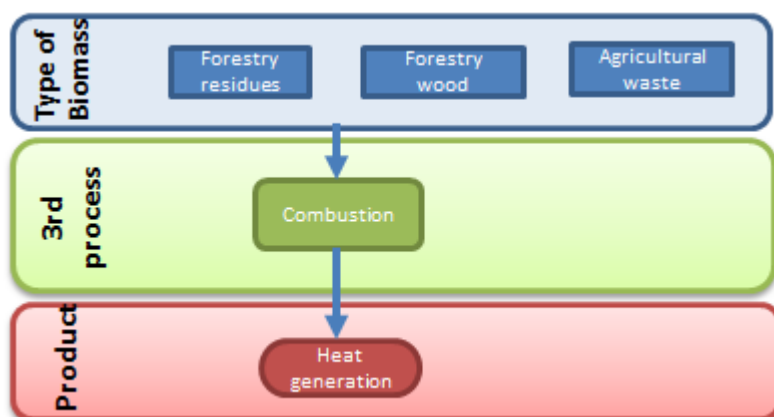 Type of
Biomass
Forestry
residues
Forestry
wood
Agricultural
waste
3rd
process
Combustion
Product
Heat
generation